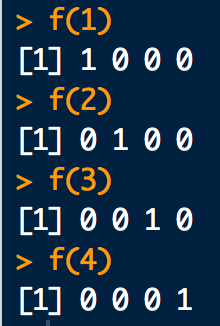 > f(1)
[1] 1 0 0 0
> f(2)
[1] 0 1 0 0
> f(3)
[1] 0 0 1 0
> f(4)
[1] 0 0 0 1